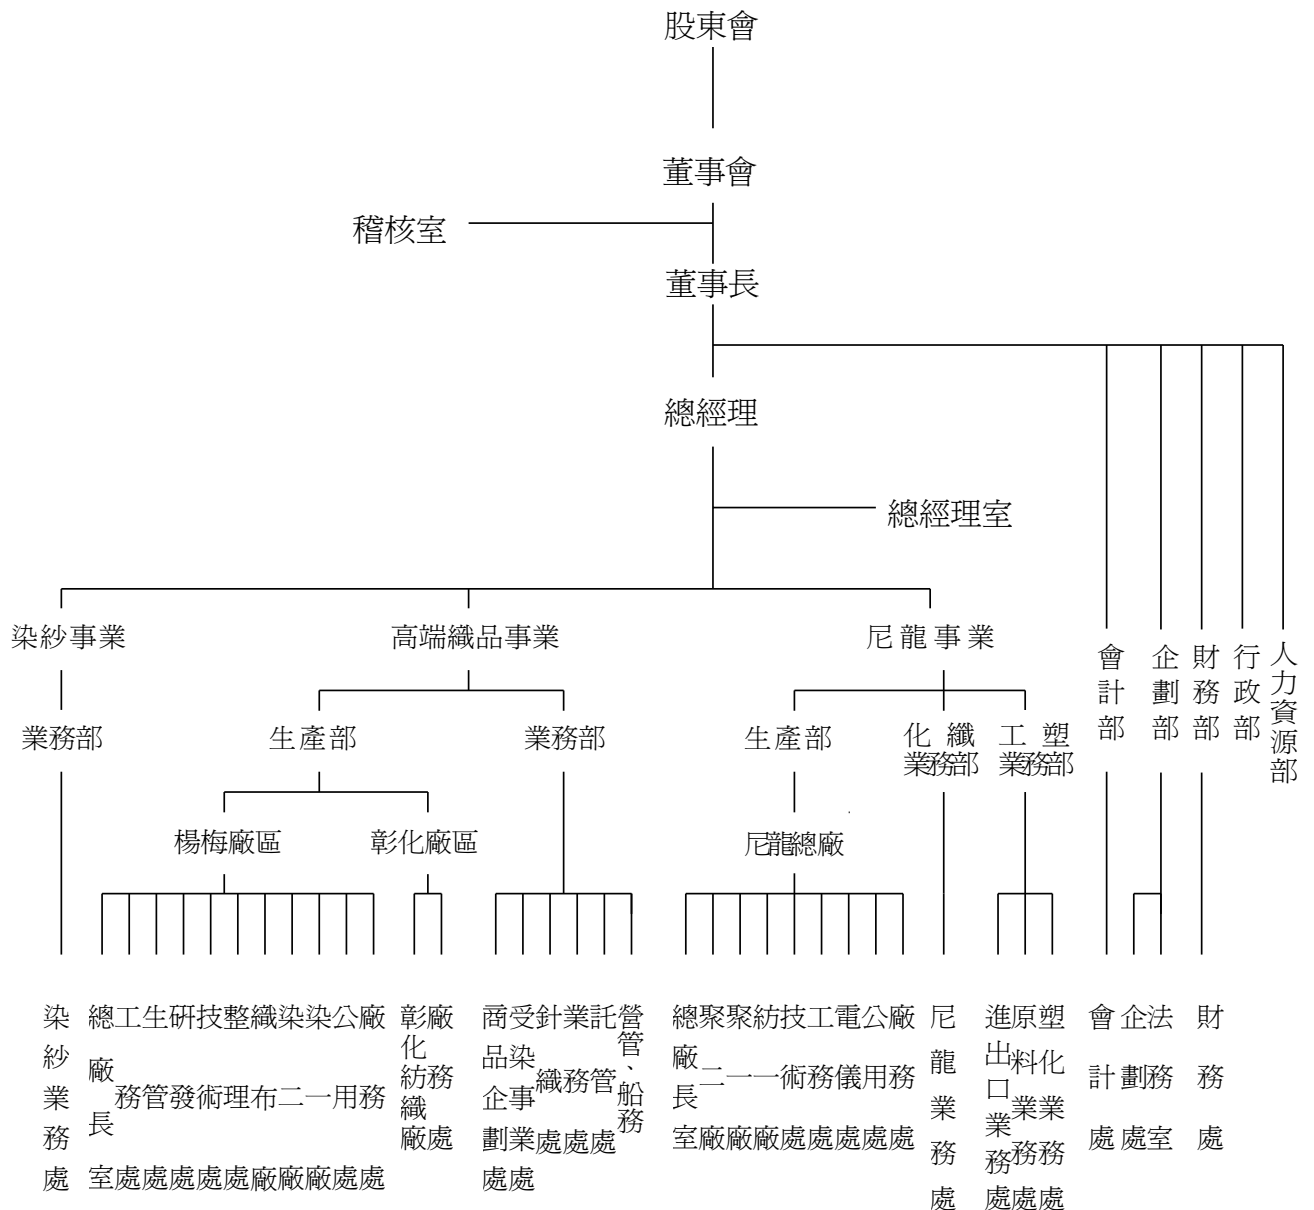 股東會
董事會
稽核室
董事長
總經理
總經理室
染紗事業
高端織品事業
尼龍事業
會計部
企劃部
財務部
行政部
人力資源部
業務部
生產部
業務部
生產部
化纖業務部
工塑業務部
楊梅廠區
彰化廠區
尼龍總廠
染紗業務處
總廠長室
工務處
生管處
研發處
技術處
整理處
織布廠
染二廠
染一廠
公用處
廠務處
彰化紡織廠
廠務處
商品企劃處
受染事業處
針織處
業務處
託管處
營管、船務
總廠長室
聚二廠
聚一廠
紡一廠
技術處
工務處
電儀處
公用處
廠務處
尼龍業務處
進出口業務處
原料業務處
塑化業務處
會計處
企劃處
法務室
財務處